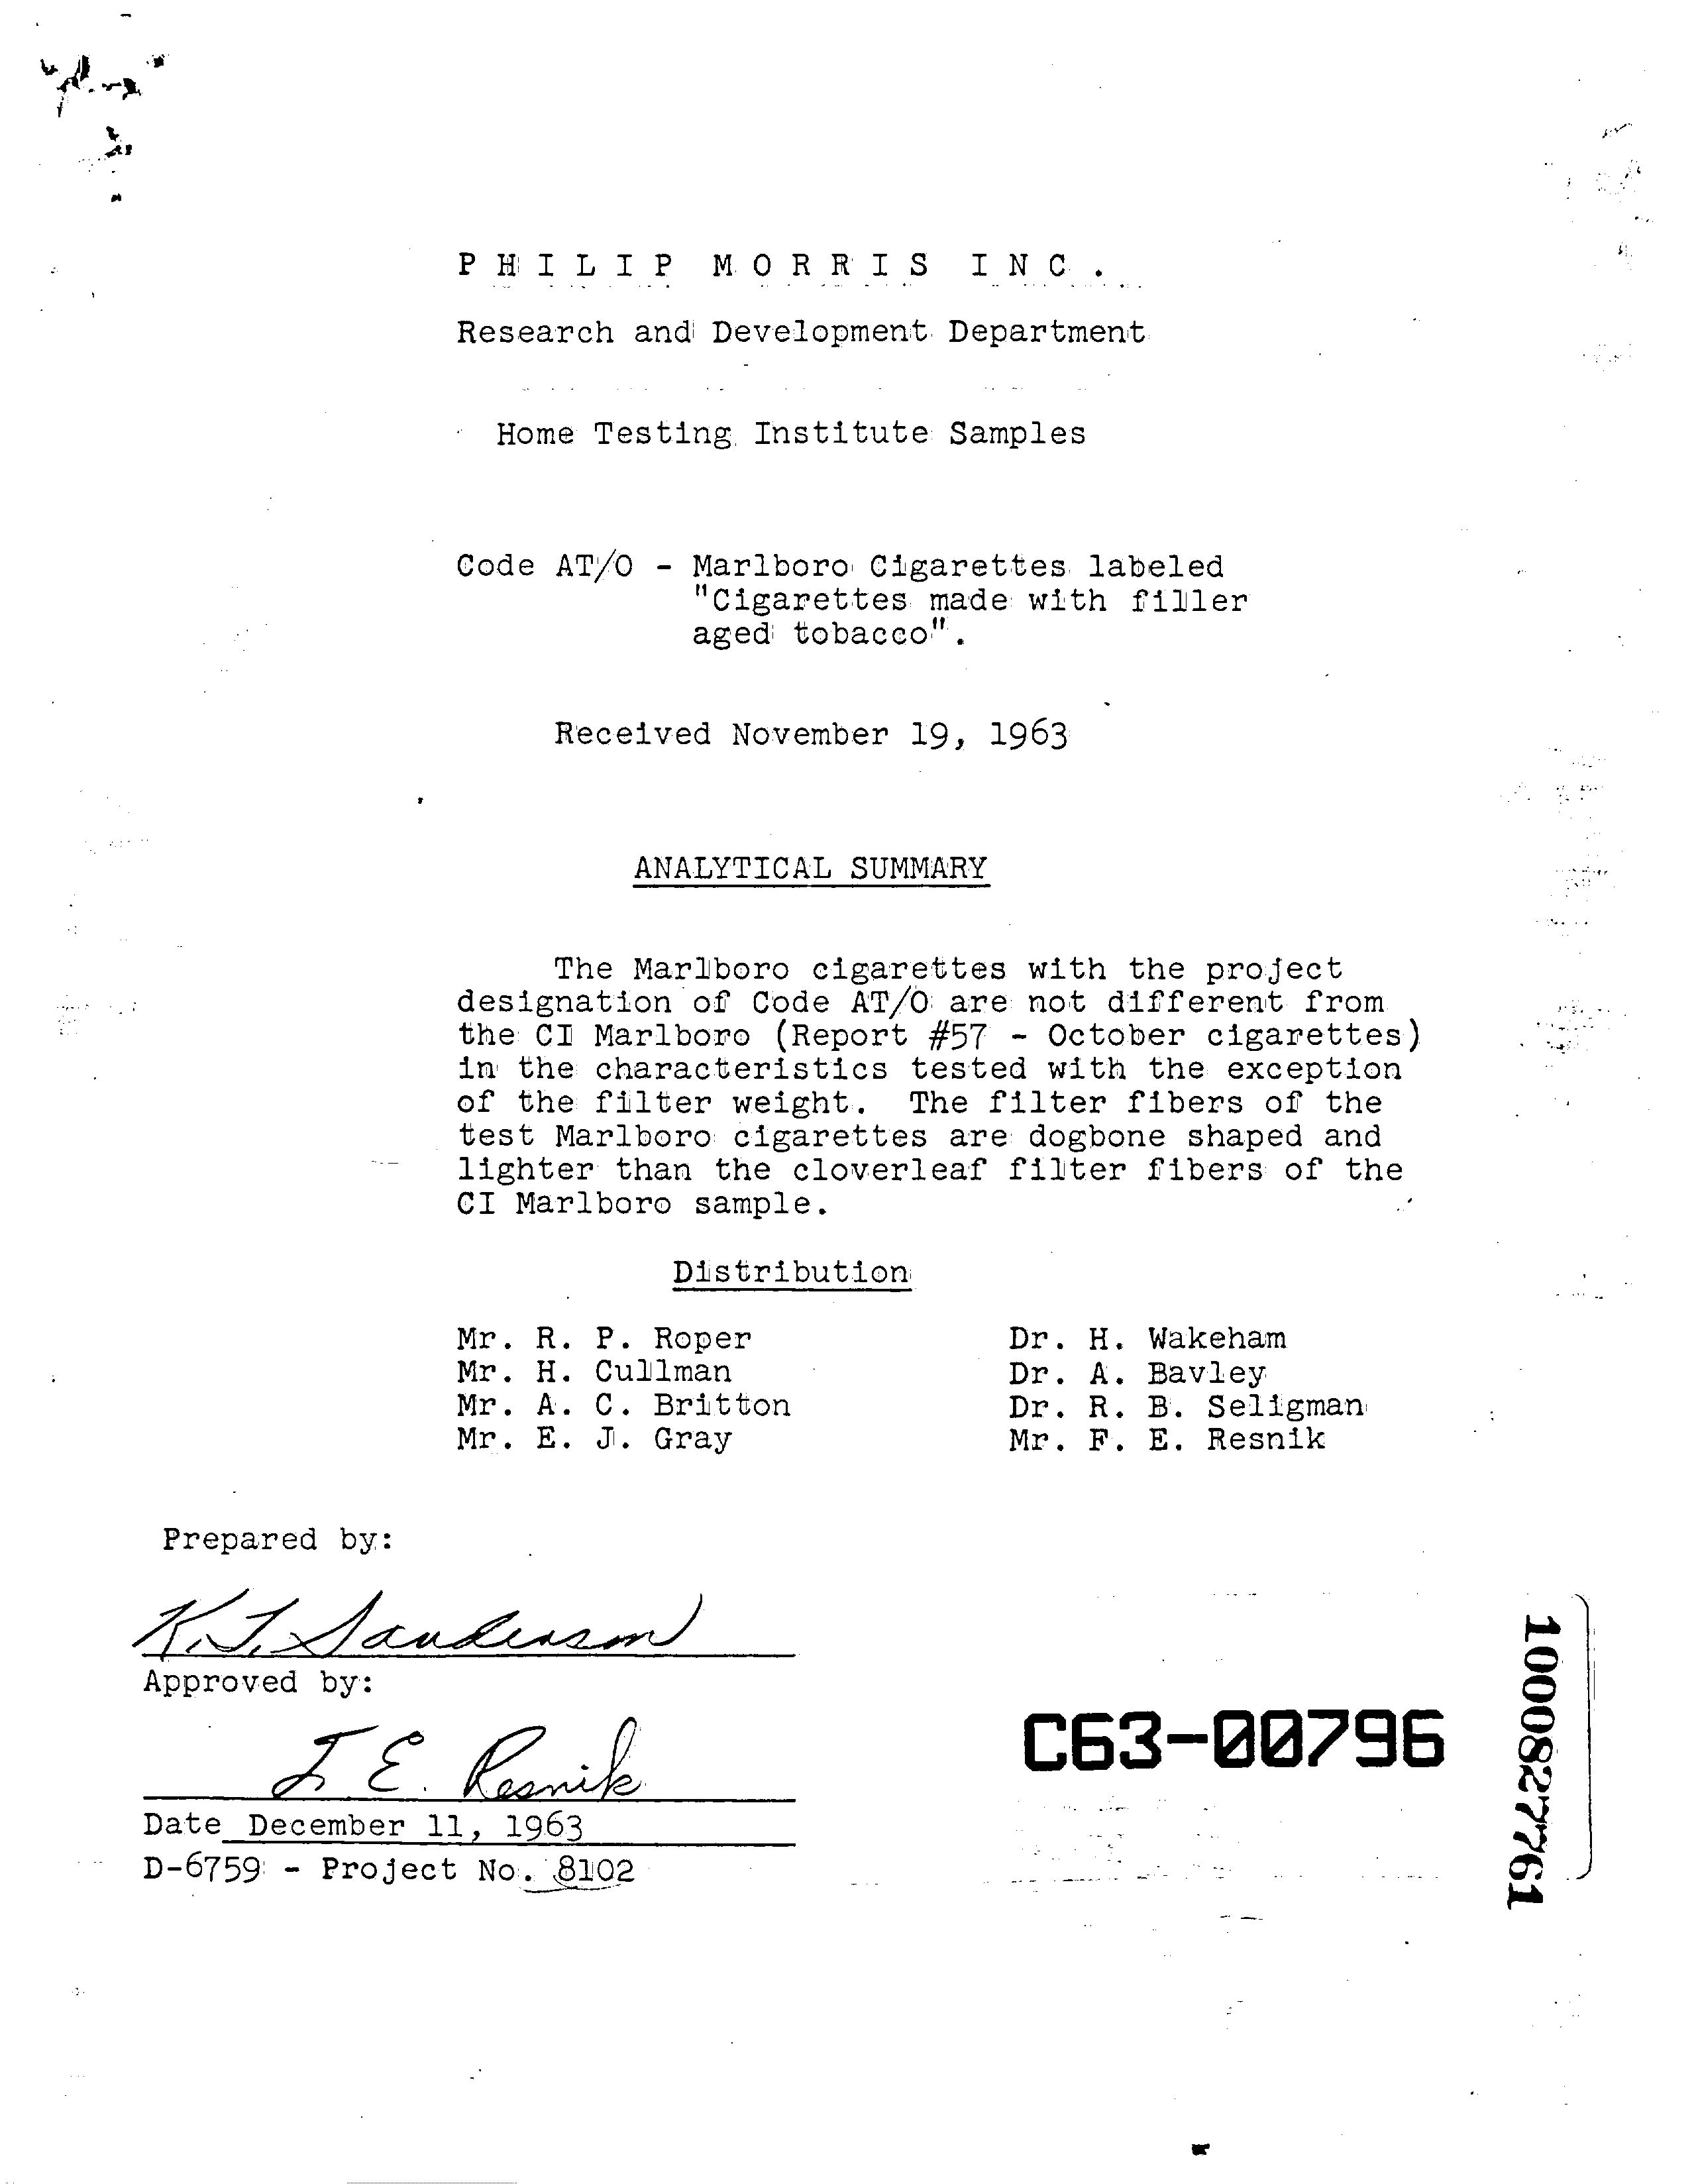 PHILIP MORRIS INC.
Research and Development Department
Home Testing Institute Samples
Code AT/O - Marlboro Cigarettes labeled
"Cigarettes made with filler
aged tobacco".
Received November 19, 1963
ANALYTICAL SUMMARY
The Marlboro cigarettes with the project
designation of Code AT/O are not different from
the CI Marlboro (Report #57 - October cigarettes)
in the characteristics tested with the exception
of the filter weight. The filter fibers of the
test Marlboro cigarettes are dogbone shaped and
lighter than the cloverleaf filter fibers of the
CI Marlboro sample.
Distribution
Mr. R. P. Roper Dr. H. Wakeham
Mr. H. Cullman Dr. A. Bavley
Mr. A. C. Britton Dr. R. B. Seligman
Mr. E. J. Gray Mr. F. E. Resnik
Prepared by:
K. T. Sanderson
Approved by:
F E. Resnik
Date December 11, 1963
D-6759 - Project No. 8102
C63-00796
1000827761